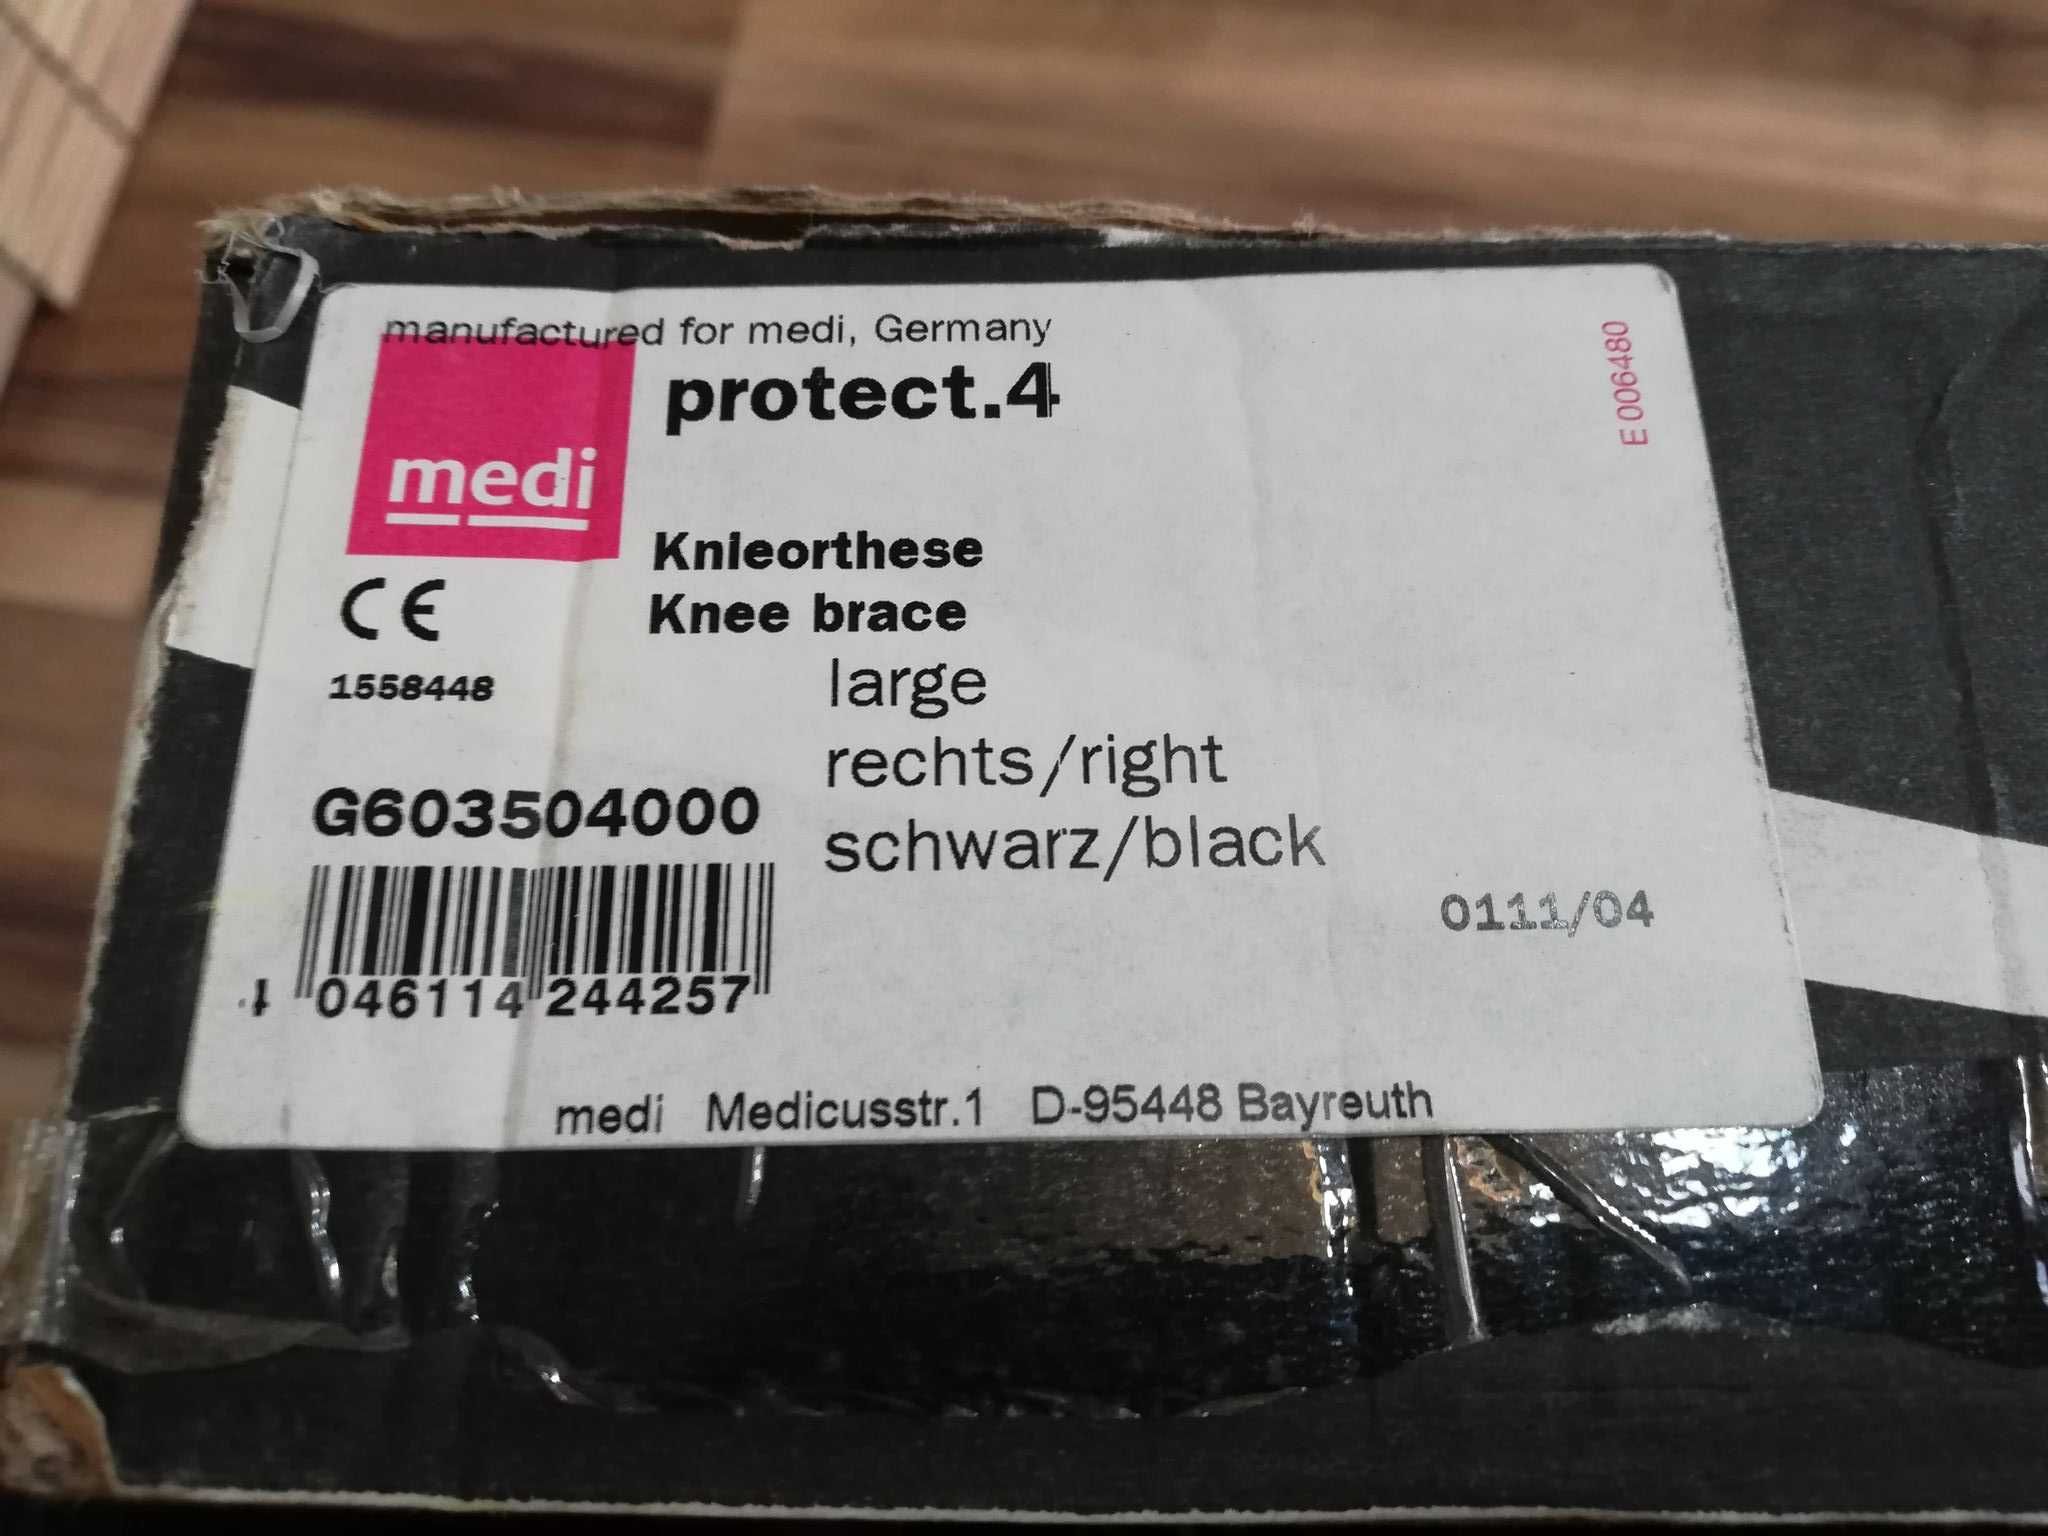 manufactured for medi, Germany
protect.4
E 006480
medi
Knieorthese
CE
Knee brace
1558448
large
rechts/right
G603504000
schwarz/black
0111/04
4 046114 244257
medi Medicusstr.1 D-95448 Bayreuth